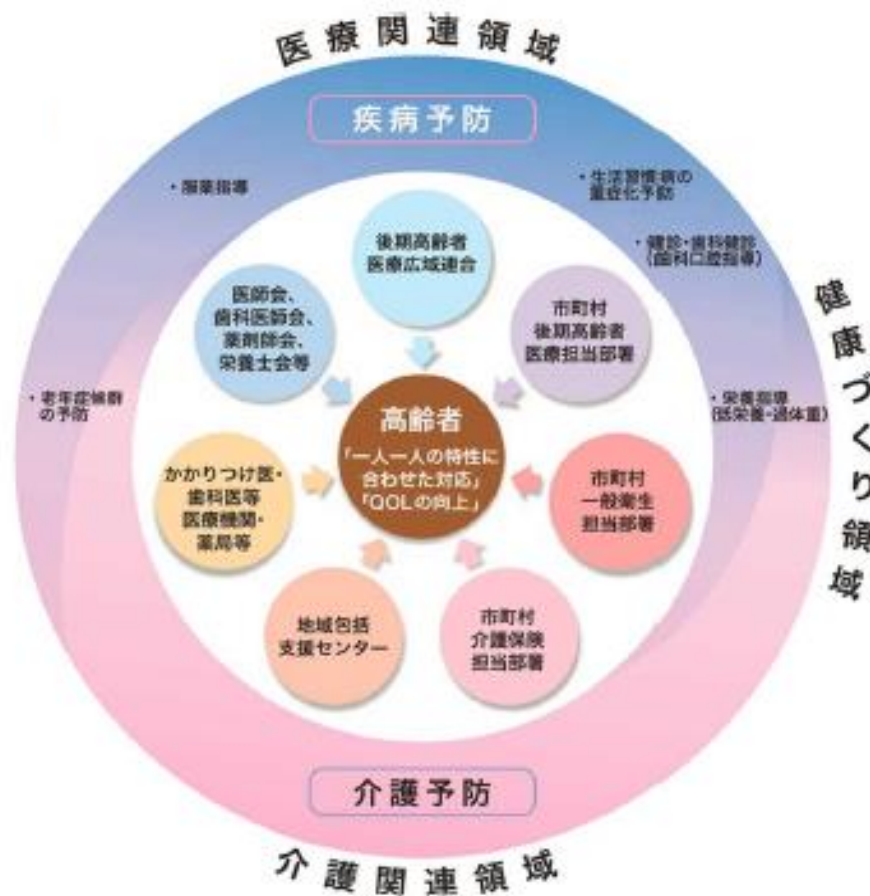 医療関連領域
疾病予防
・服薬指導
・生活習慣病の
重症化予防
・健診・歯科健診
(歯科口腔指導)
健康づくり領域
後期高齢者
医療広域連合
医師会、
歯科医師会、
薬剤師会、
栄養士会等
市町村
後期高齢者
医療担当部署
・老年症候群
の予防
・栄養指導
(低栄養・過体重)
高齢者
「一人一人の特性に
合わせた対応」
「QOLの向上」
かかりつけ医・
歯科医等
医療機関・
薬局等
市町村
一般衛生
担当部署
地域包括
支援センター
市町村
介護保険
担当部署
介護予防
介護関連領域